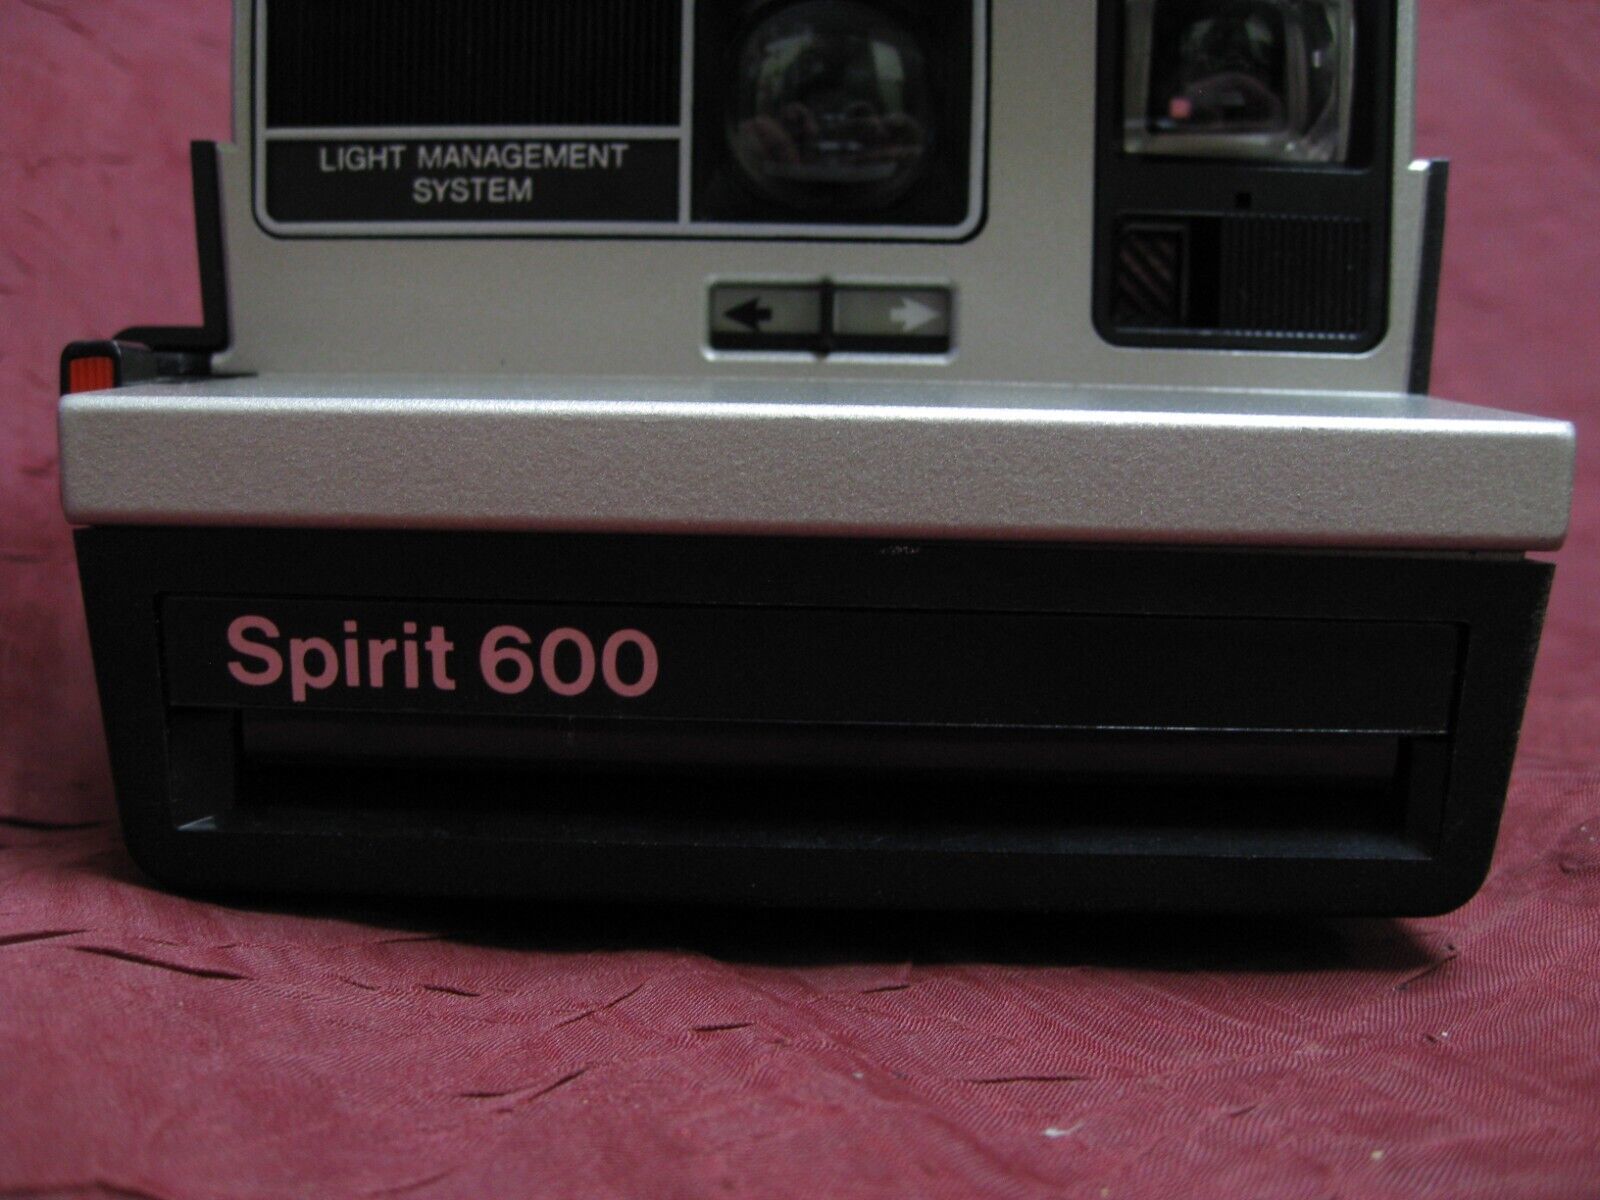 LIGHT MANAGEMENT
SYSTEM
Spirit 600